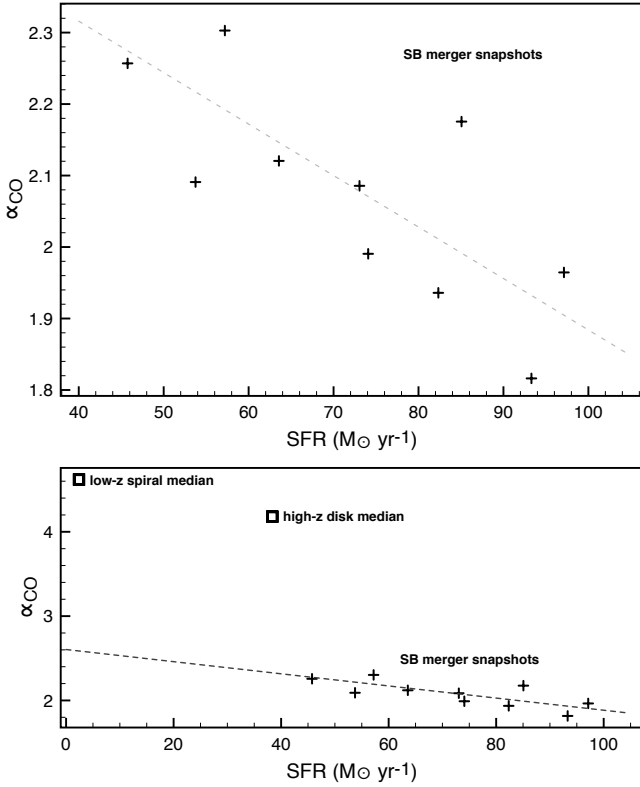 2.3
SB merger snapshots
2.2
2.1
αCO
2
1.9
1.8
40 50 60 70 80 90 100
SFR (M⊙ yr-1)
low-z spiral median
high-z disk median
4
αCO
3
SB merger snapshots
2
0 20 40 60 80 100
SFR (M⊙ yr-1)